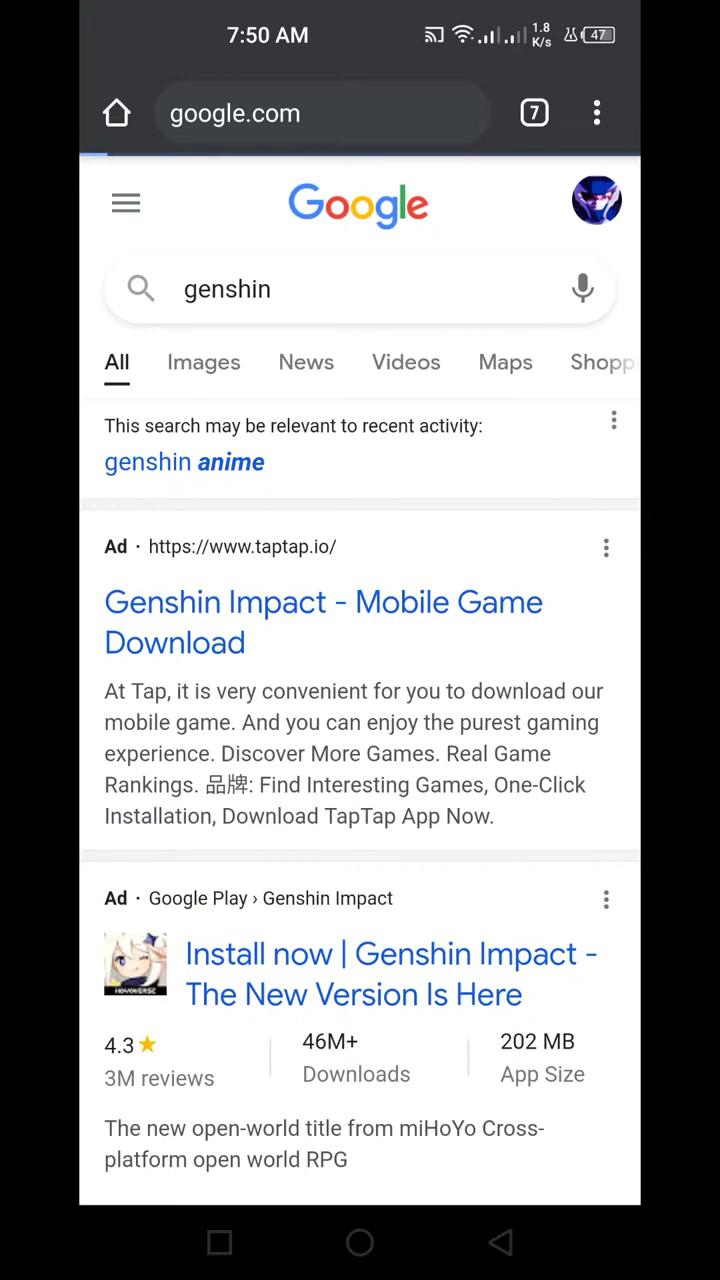 7:50 AM
1.8
K/s
47
google.com
7
Google
genshin
All Images News Videos Maps Shopp
This search may be relevant to recent activity:
genshin anime
Ad · https://www.taptap.io/
Genshin Impact - Mobile Game
Download
At Tap, it is very convenient for you to download our
mobile game. And you can enjoy the purest gaming
experience. Discover More Games. Real Game
Rankings. 品牌: Find Interesting Games, One-Click
Installation, Download TapTap App Now.
Ad · Google Play › Genshin Impact
Install now | Genshin Impact -
The New Version Is Here
HOYOVERSE
4.3★ 46M+ 202 MB
3M reviews Downloads App Size
The new open-world title from miHoYo Cross-
platform open world RPG